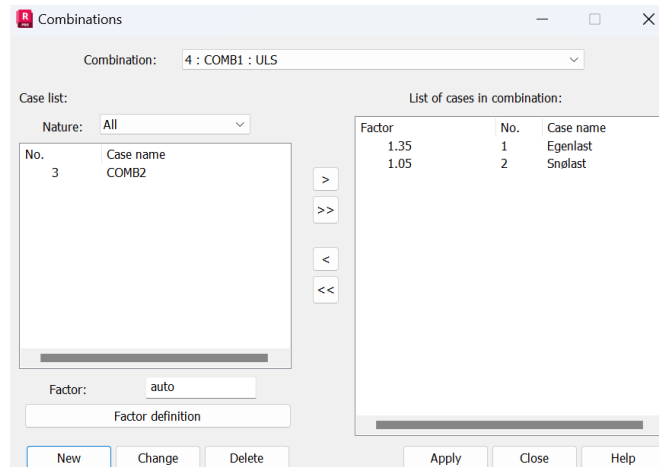 Combinations
Combination: 4 : COMB1 : ULS
Case list:
Nature: All
No. Case name
3 COMB2
>
>>
<
<<
Factor: auto
Factor definition
New Change Delete
List of cases in combination:
Factor No. Case name
1.35 1 Egenlast
1.05 2 Snølast
Apply Close Help